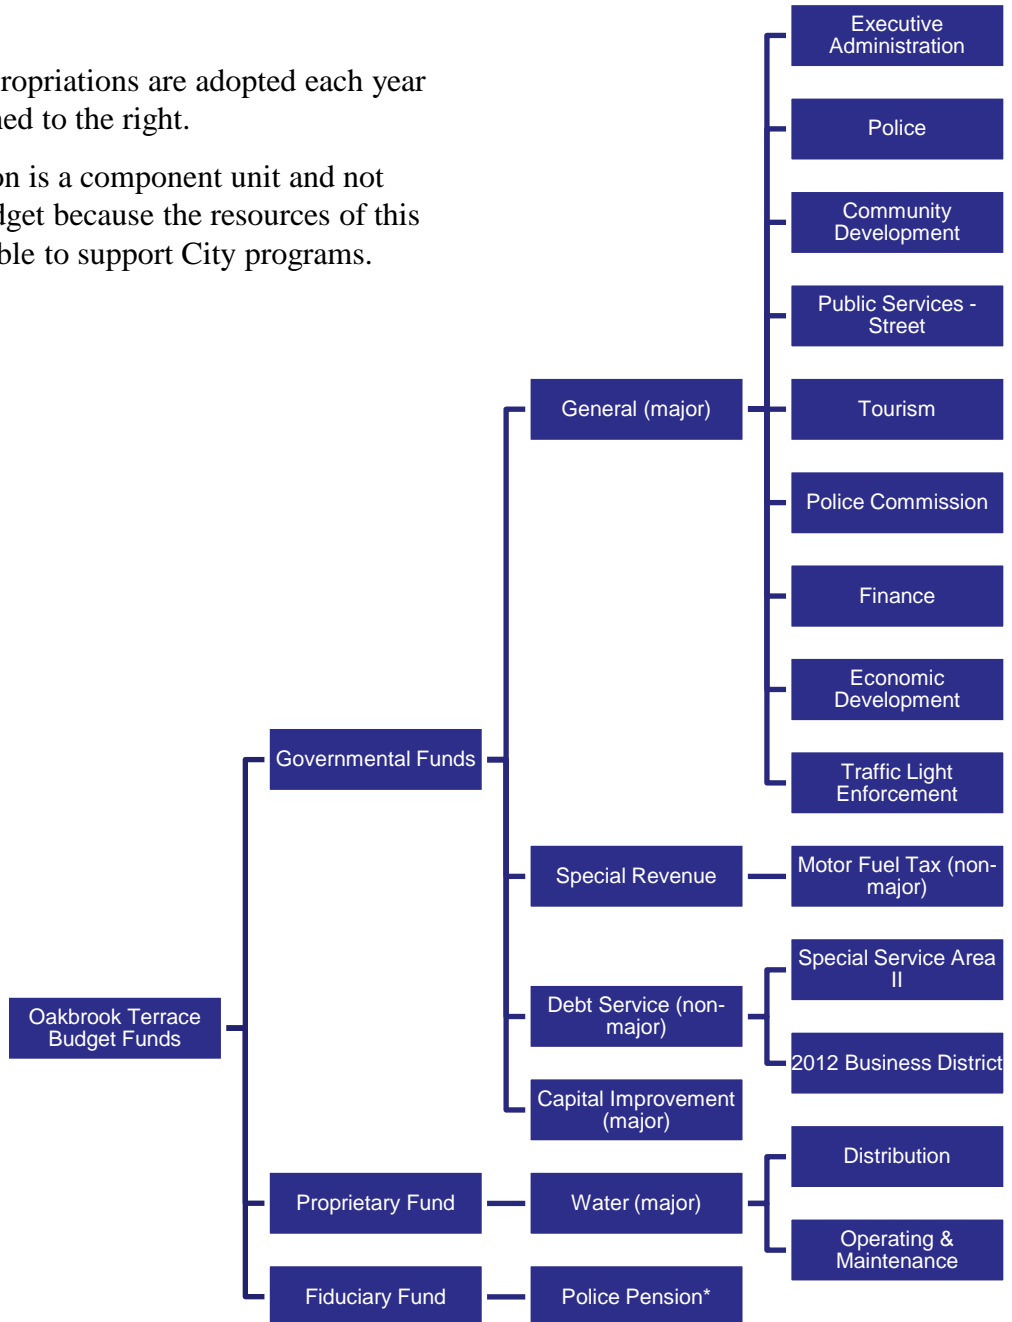 ropriations are adopted each year
ned to the right.
on is a component unit and not
dget because the resources of this
ble to support City programs.
Executive
Administration
Police
Community
Development
Public Services -
Street
General (major)
Tourism
Police Commission
Finance
Economic
Development
Governmental Funds
Traffic Light
Enforcement
Special Revenue
Motor Fuel Tax (non-
major)
Special Service Area
II
Oakbrook Terrace
Budget Funds
Debt Service (non-
major)
2012 Business District
Capital Improvement
(major)
Distribution
Proprietary Fund
Water (major)
Operating &
Maintenance
Fiduciary Fund
Police Pension*